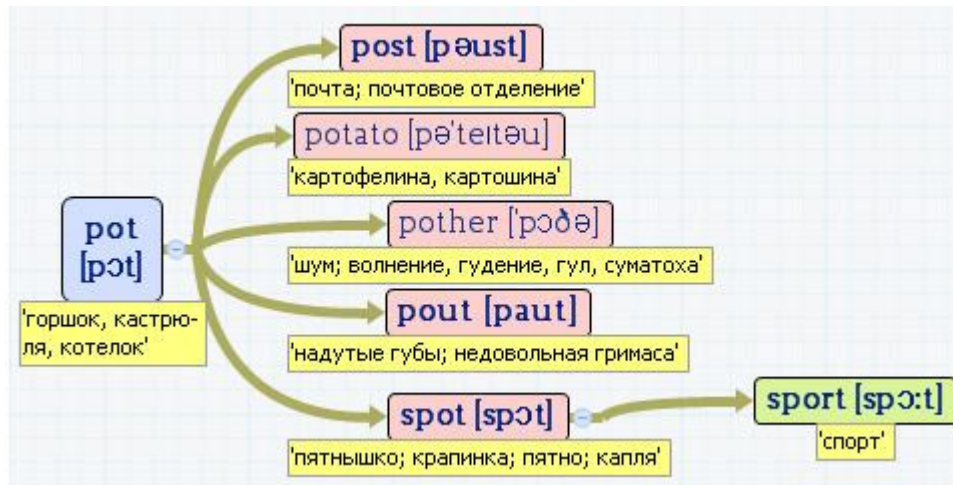 post [pəust]
'почта; почтовое отделение'
potato [pə'teɪtəu]
'картофелина, картошина'
pot
[pɔt]
'горшок, кастрю-
ля, котелок'
pother ['pɔðə]
'шум; волнение, гудение, гул, суматоха'
pout [paut]
'надутые губы; недовольная гримаса'
spot [spɔt]
'пятнышко; крапинка; пятно; капля'
sport [spɔ:t]
'спорт'